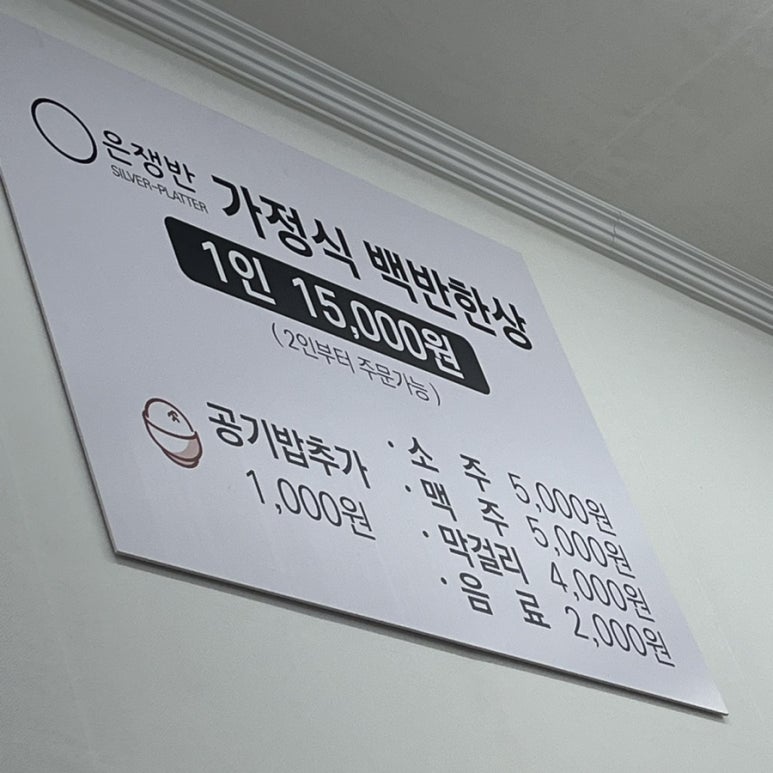 은쟁반
SILVER-PLATTER
가정식 백반한상
1인 15,000원
(2인부터 주문가능)
공기밥추가
1,000원
· 소 주 5,000원
· 맥 주 5,000원
· 막걸리 4,000원
· 음 료 2,000원